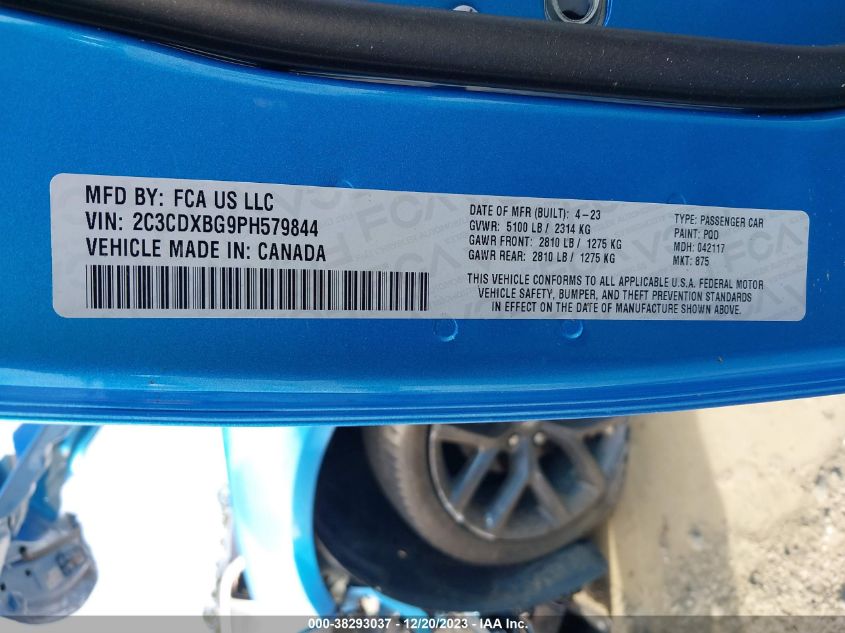 MFD BY: FCA US LLC
VIN: 2C3CDXBG9PH579844
VEHICLE MADE IN: CANADA
DATE OF MFR (BUILT): 4-23
GVWR: 5100 LB / 2314 KG
GAWR FRONT: 2810 LB / 1275 KG
GAWR REAR: 2810 LB / 1275 KG
TYPE: PASSENGER CAR
PAINT: PQD
MDH: 042117
MKT: 875
THIS VEHICLE CONFORMS TO ALL APPLICABLE U.S.A. FEDERAL MOTOR
VEHICLE SAFETY, BUMPER, AND THEFT PREVENTION STANDARDS
IN EFFECT ON THE DATE OF MANUFACTURE SHOWN ABOVE.
000-38293037 - 12/20/2023 - IAA Inc.